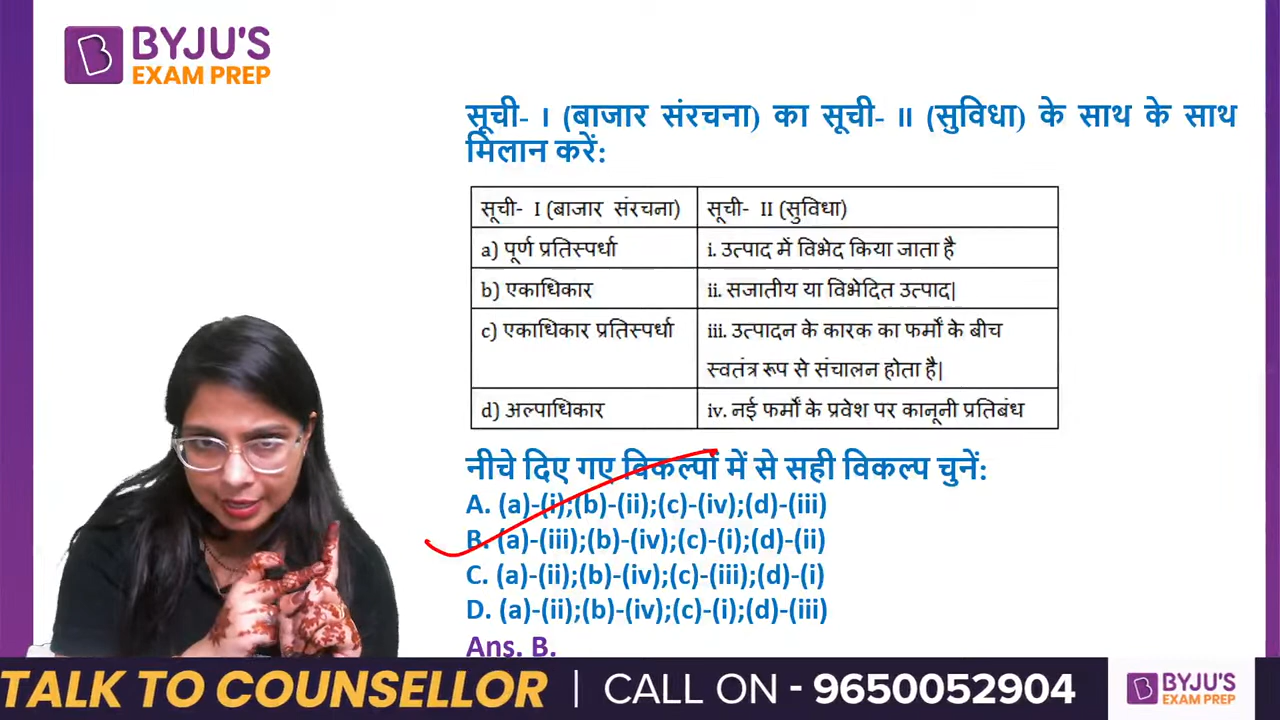 BYJU'S
EXAM PREP
सूची- I (बाजार संरचना) का सूची- II (सुविधा) के साथ के साथ
मिलान करें:
सूची- I (बाजार संरचना) सूची- II (सुविधा)
a) पूर्ण प्रतिस्पर्धा i. उत्पाद में विभेद किया जाता है
b) एकाधिकार ii. सजातीय या विभेदित उत्पाद|
c) एकाधिकार प्रतिस्पर्धा iii. उत्पादन के कारक का फर्मों के बीच
स्वतंत्र रूप से संचालन होता है|
d) अल्पाधिकार iv. नई फर्मों के प्रवेश पर कानूनी प्रतिबंध
नीचे दिए गए विकल्पों में से सही विकल्प चुनें:
A. (a)-(i);(b)-(ii);(c)-(iv);(d)-(iii)
B. (a)-(iii);(b)-(iv);(c)-(i);(d)-(ii)
C. (a)-(ii);(b)-(iv);(c)-(iii);(d)-(i)
D. (a)-(ii);(b)-(iv);(c)-(i);(d)-(iii)
Ans. B.
TALK TO COUNSELLOR | CALL ON - 9650052904
BYJU'S
EXAM PREP